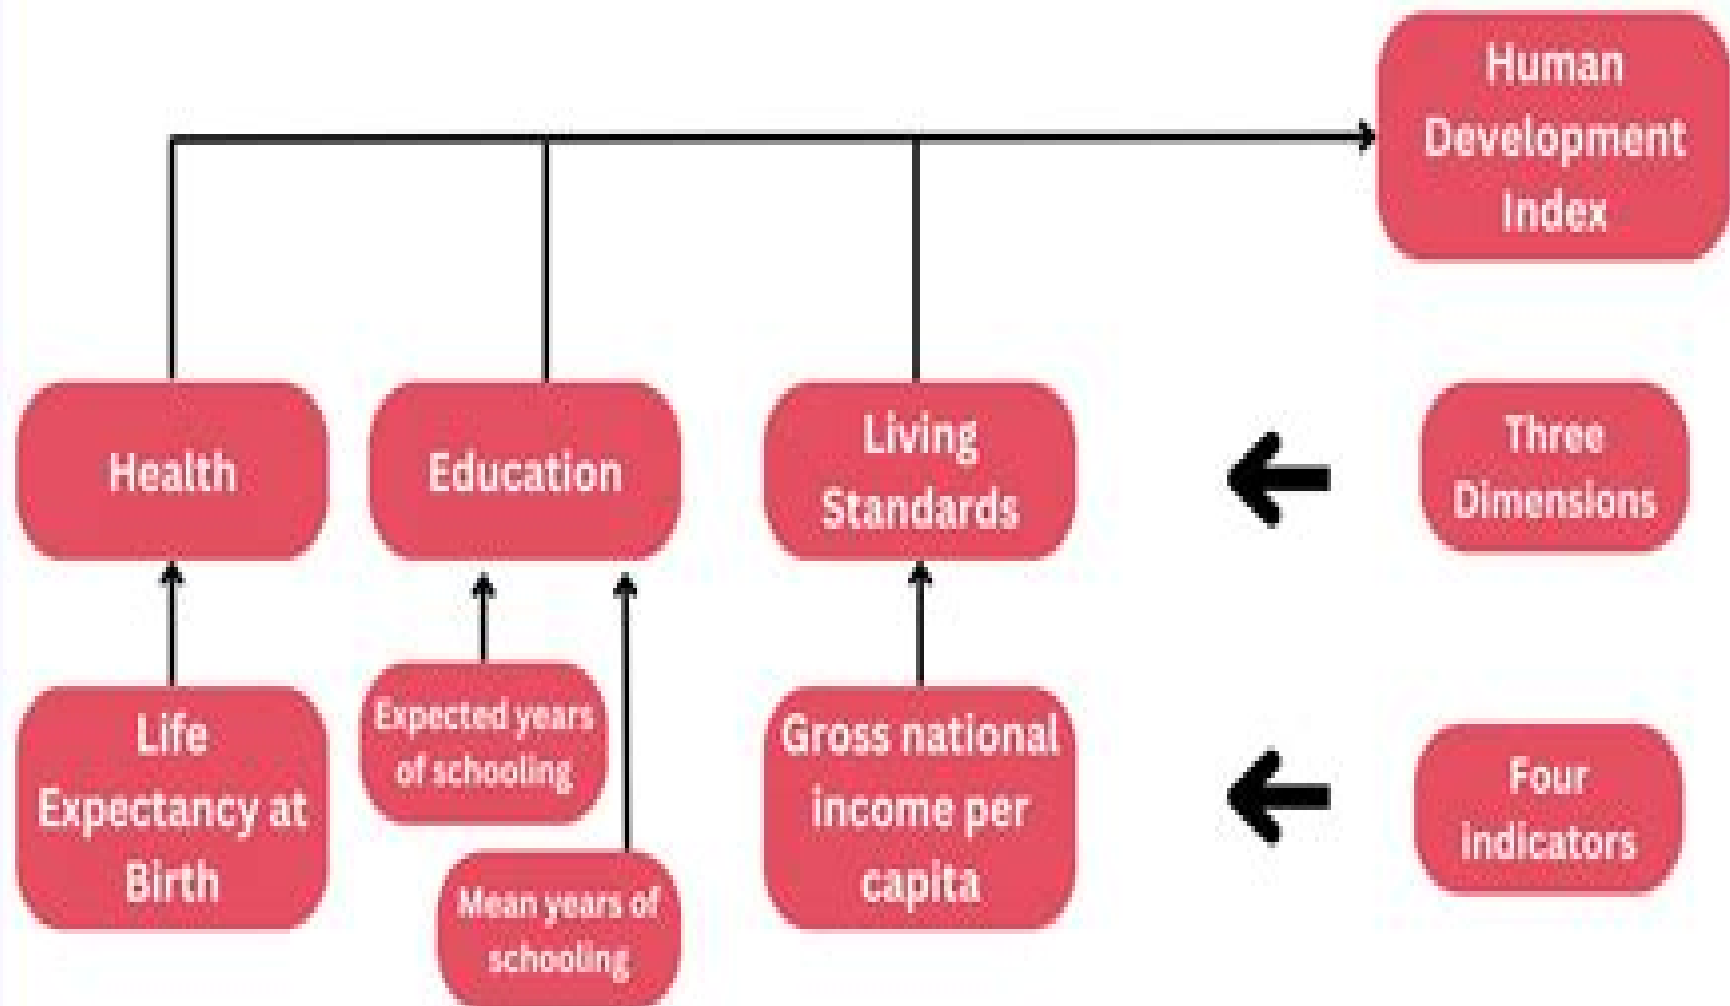 Human
Development
Index
Health
Education
Living
Standards
Three
Dimensions
Life
Expectancy at
Birth
Expected years
of schooling
Mean years of
schooling
Gross national
income per
capita
Four
indicators